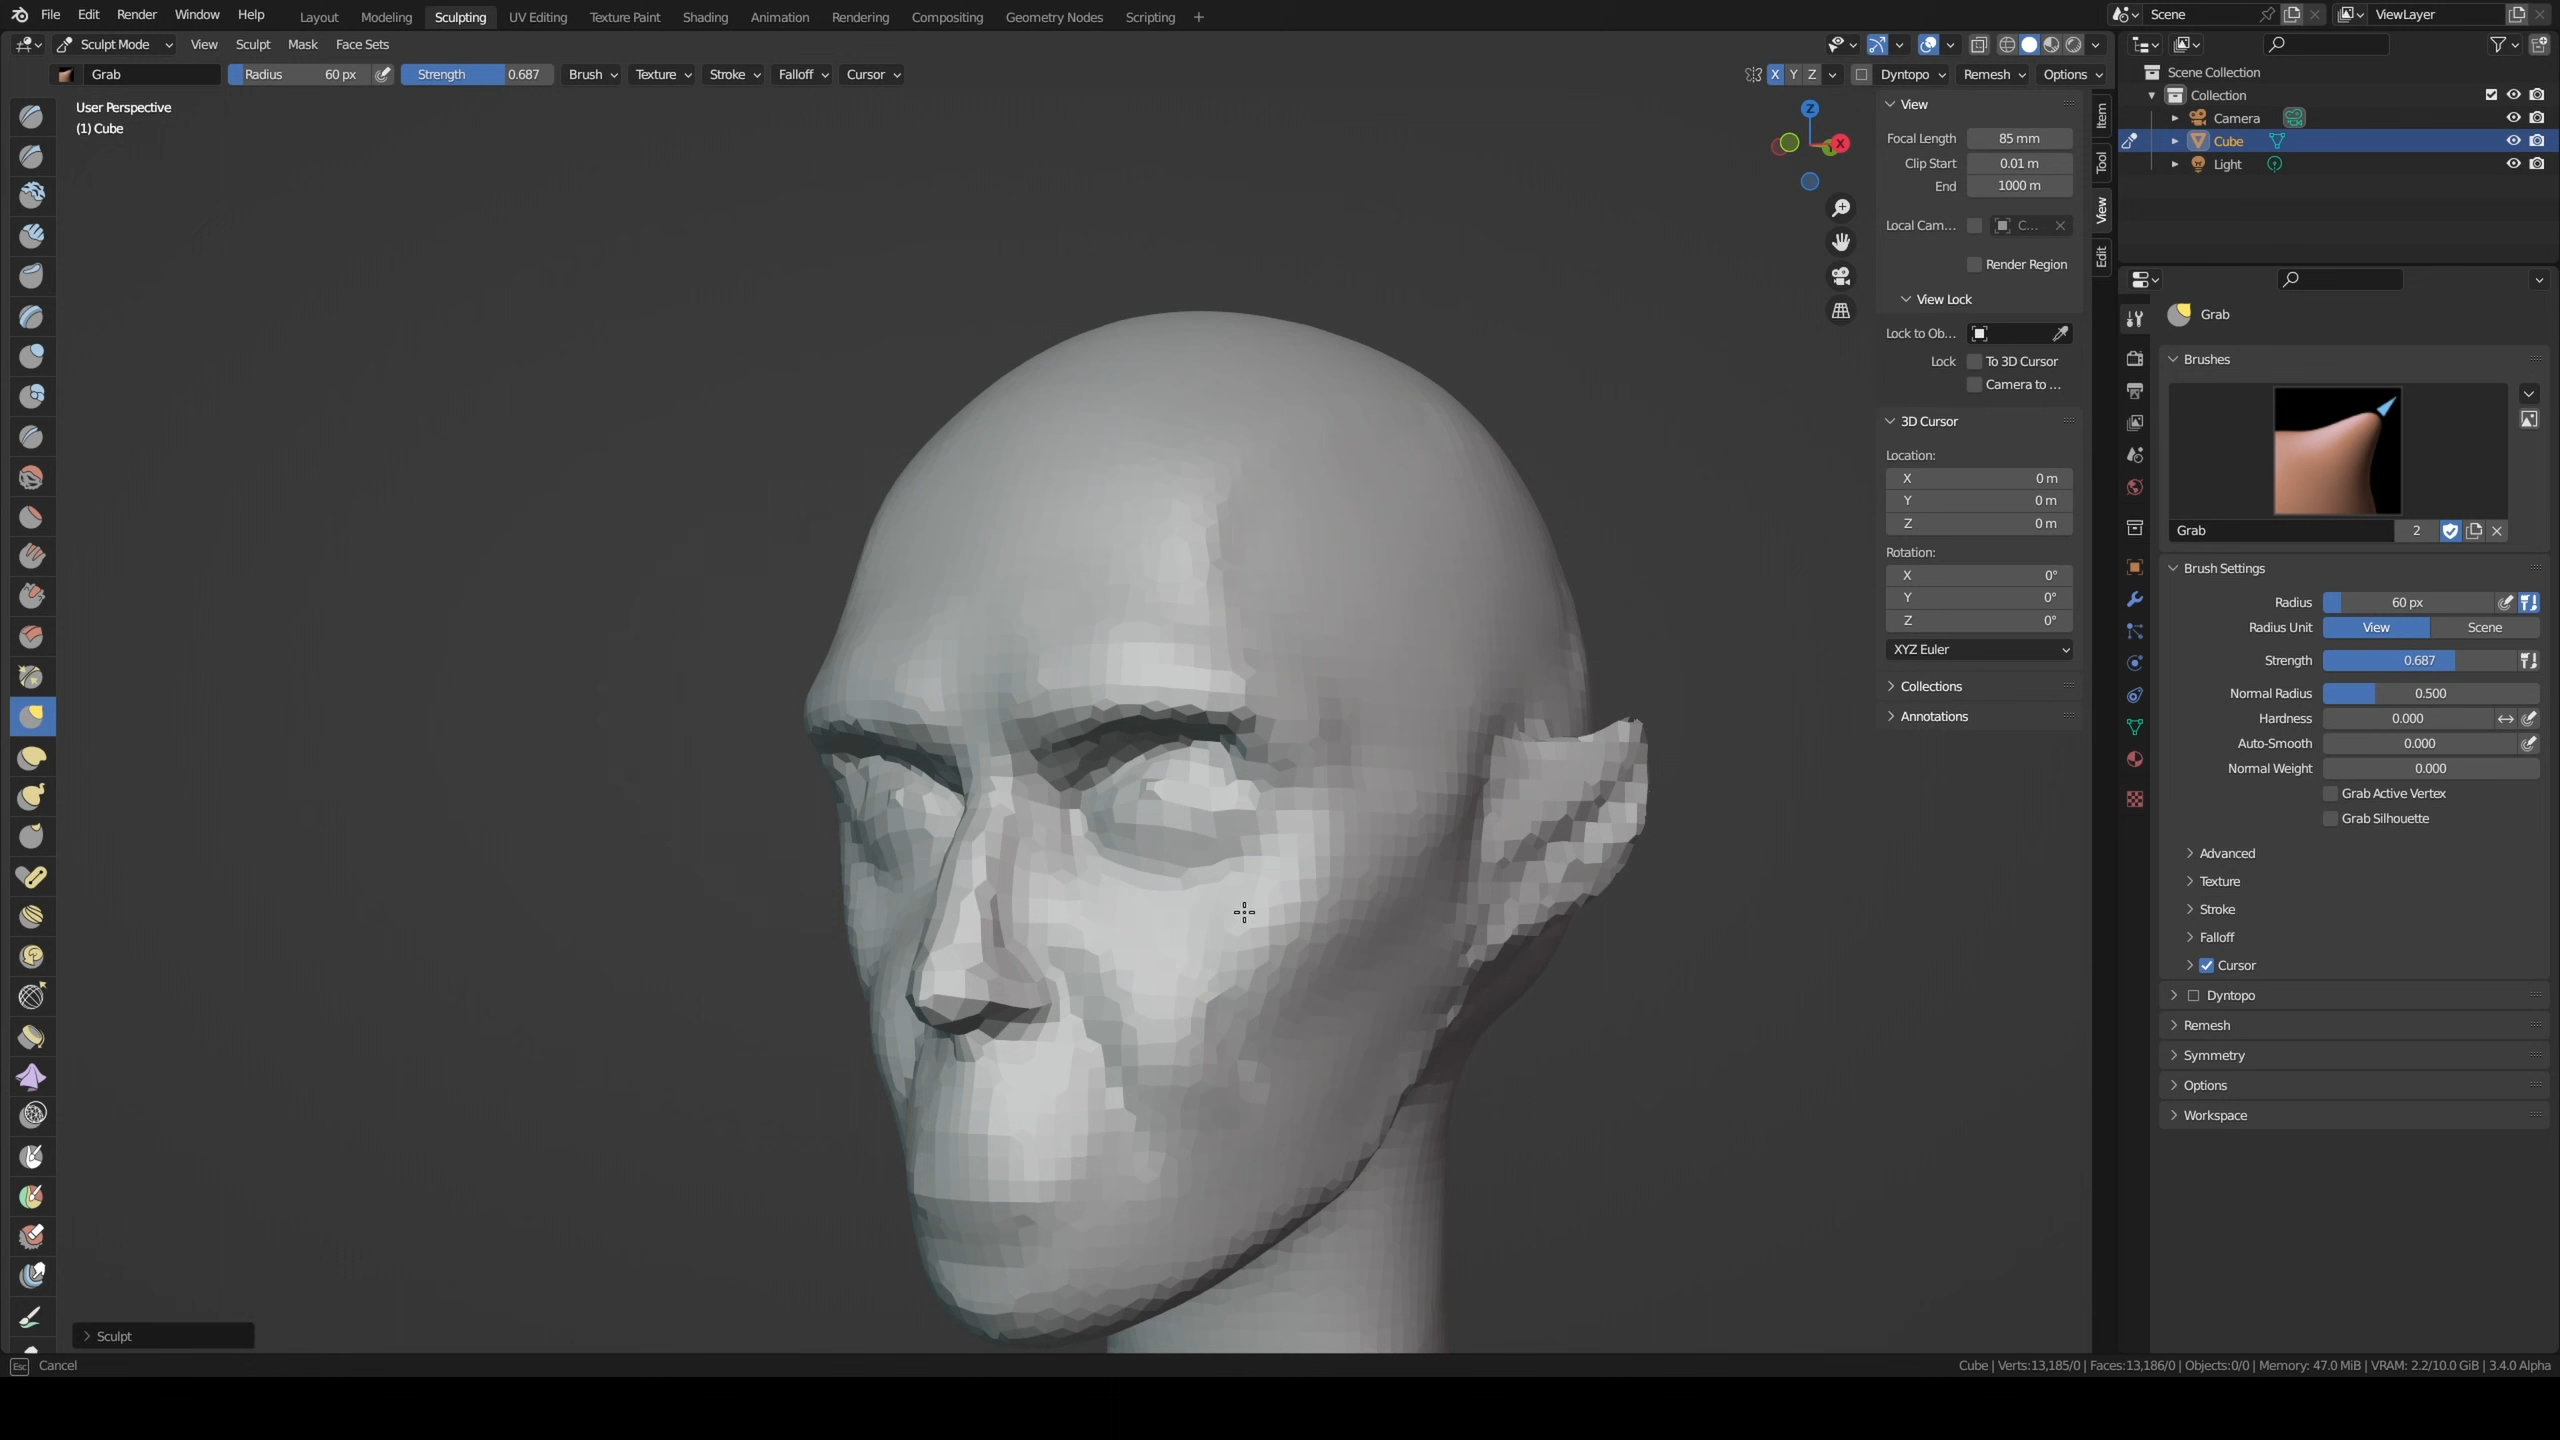 File Edit Render Window Help Layout Modeling Sculpting UV Editing Texture Paint Shading Animation Rendering Compositing Geometry Nodes Scripting + Scene ViewLayer
Sculpt Mode View Sculpt Mask Face Sets
Grab Radius 60 px Strength 0.687 Brush Texture Stroke Falloff Cursor X Y Z Dyntopo Remesh Options
User Perspective
(1) Cube
Z
X
View
Focal Length 85 mm
Clip Start 0.01 m
End 1000 m
Local Cam... C...
Render Region
View Lock
Lock to Ob...
Lock To 3D Cursor
Camera to ...
3D Cursor
Location:
X 0 m
Y 0 m
Z 0 m
Rotation:
X 0°
Y 0°
Z 0°
XYZ Euler
Collections
Annotations
Item
Tool
View
Edit
Scene Collection
Collection
Camera
Cube
Light
Grab
Brushes
Grab 2
Brush Settings
Radius 60 px
Radius Unit View Scene
Strength 0.687
Normal Radius 0.500
Hardness 0.000
Auto-Smooth 0.000
Normal Weight 0.000
Grab Active Vertex
Grab Silhouette
Advanced
Texture
Stroke
Falloff
Cursor
Dyntopo
Remesh
Symmetry
Options
Workspace
Sculpt
Esc Cancel
Cube | Verts:13,185/0 | Faces:13,186/0 | Objects:0/0 | Memory: 47.0 MiB | VRAM: 2.2/10.0 GiB | 3.4.0 Alpha